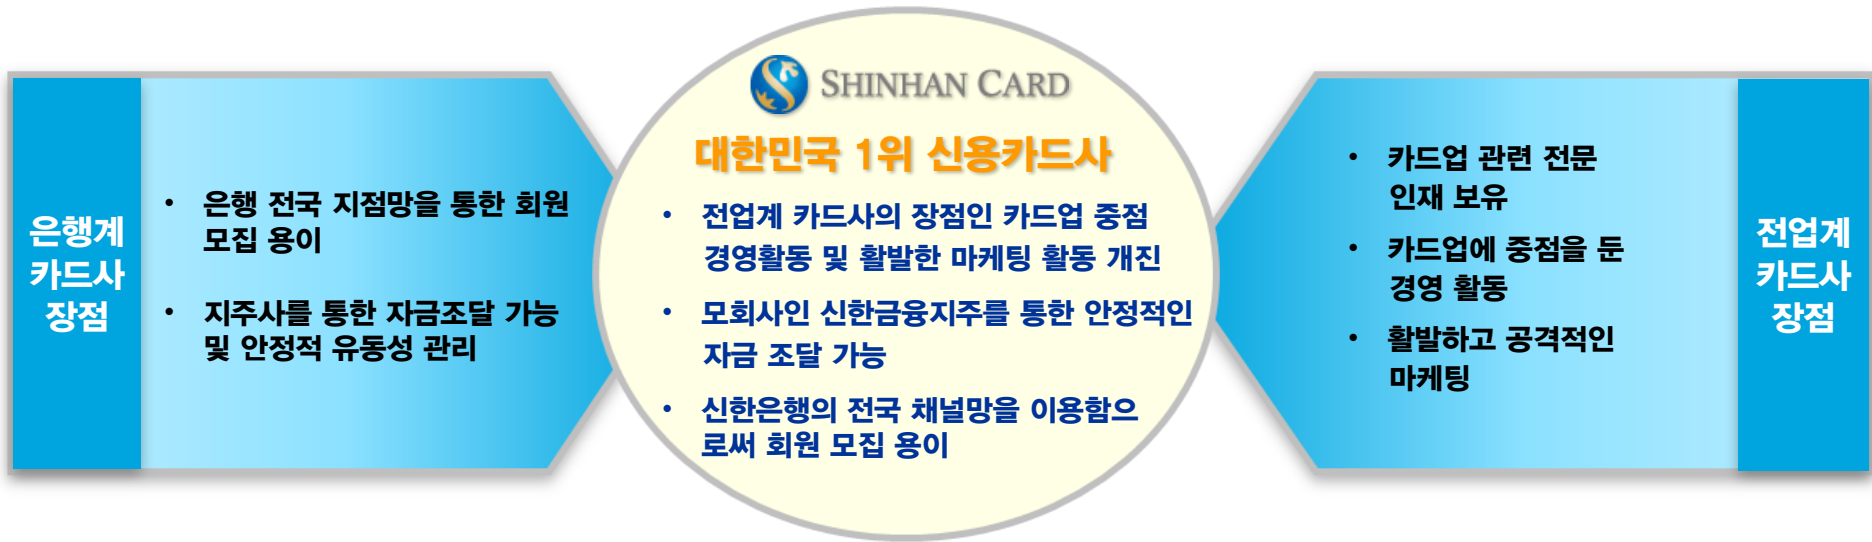 은행계
카드사
장점
• 은행 전국 지점망을 통한 회원
모집 용이
• 지주사를 통한 자금조달 가능
및 안정적 유동성 관리
SHINHAN CARD
대한민국 1위 신용카드사
• 전업계 카드사의 장점인 카드업 중점
경영활동 및 활발한 마케팅 활동 개진
• 모회사인 신한금융지주를 통한 안정적인
자금 조달 가능
• 신한은행의 전국 채널망을 이용함으
로써 회원 모집 용이
• 카드업 관련 전문
인재 보유
• 카드업에 중점을 둔
경영 활동
• 활발하고 공격적인
마케팅
전업계
카드사
장점